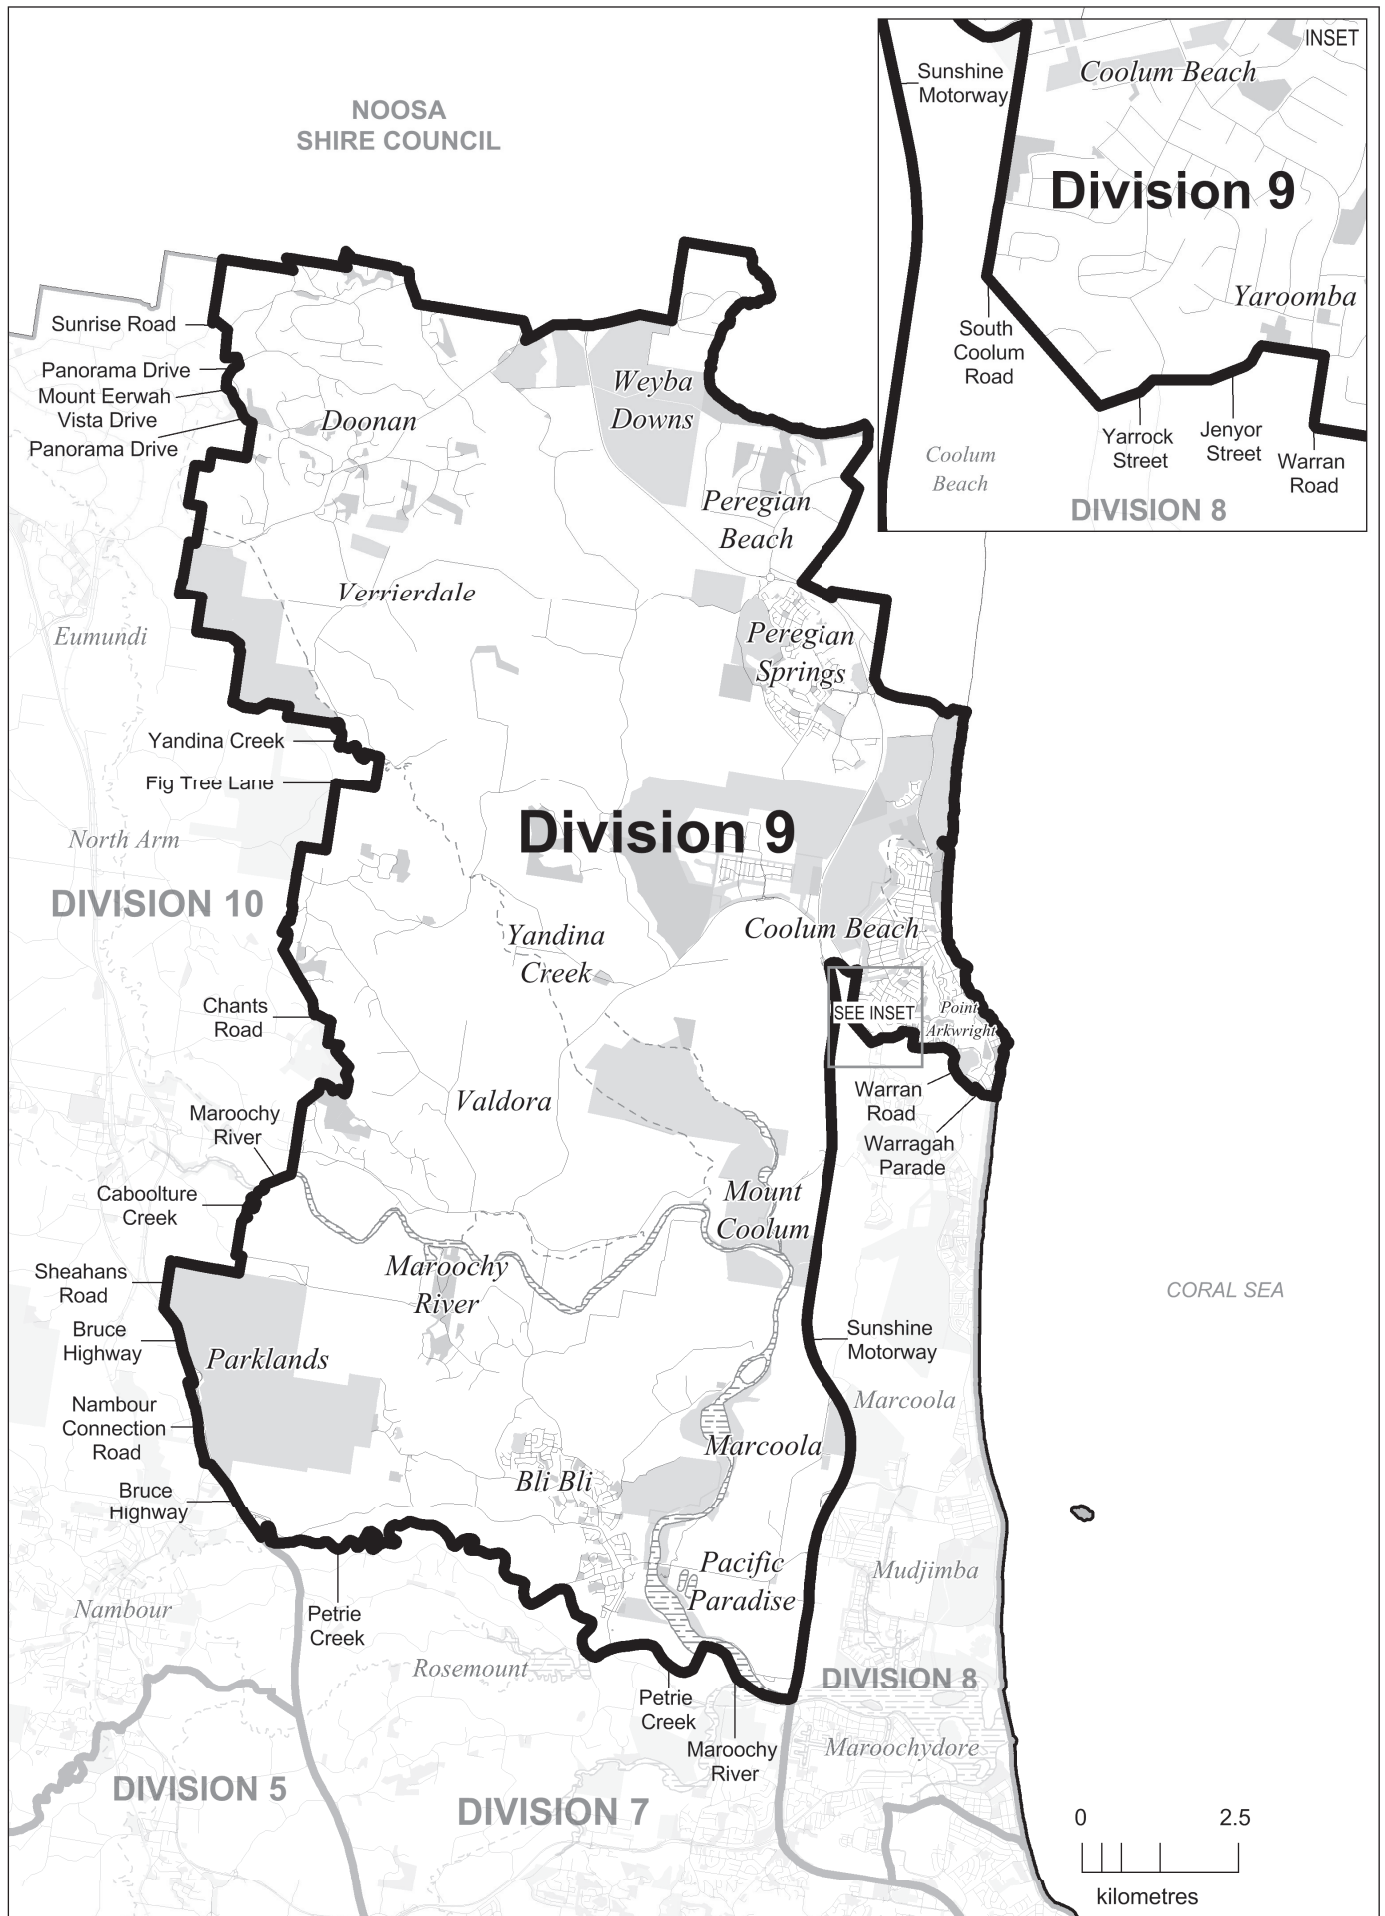 NOOSA
SHIRE COUNCIL
INSET
Sunshine
Motorway
Coolum Beach
Division 9
Yaroomba
South
Coolum
Road
Yarrock
Street
Jenyor
Street
Warran
Road
Coolum
Beach
DIVISION 8
Sunrise Road
Panorama Drive
Mount Eerwah
Vista Drive
Panorama Drive
Doonan
Weyba
Downs
Peregian
Beach
Verrierdale
Eumundi
Peregian
Springs
Yandina Creek
Fig Tree Lane
North Arm
Division 9
DIVISION 10
Yandina
Creek
Coolum Beach
Chants
Road
SEE INSET
Point
Arkwright
Warran
Road
Warragah
Parade
Valdora
Maroochy
River
Caboolture
Creek
Mount
Coolum
Sheahans
Road
Maroochy
River
CORAL SEA
Bruce
Highway
Parklands
Sunshine
Motorway
Nambour
Connection
Road
Marcoola
Marcoola
Bli Bli
Bruce
Highway
Pacific
Paradise
Mudjimba
Nambour
Petrie
Creek
Rosemount
Petrie
Creek
DIVISION 8
Maroochy
River
Maroochydore
DIVISION 5
DIVISION 7
0 2.5
kilometres